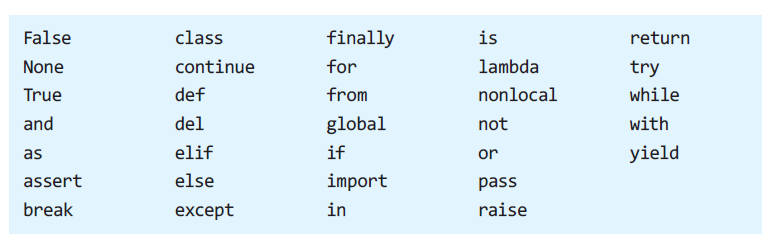 False class finally is return
None continue for lambda try
True def from nonlocal while
and del global not with
as elif if or yield
assert else import pass
break except in raise